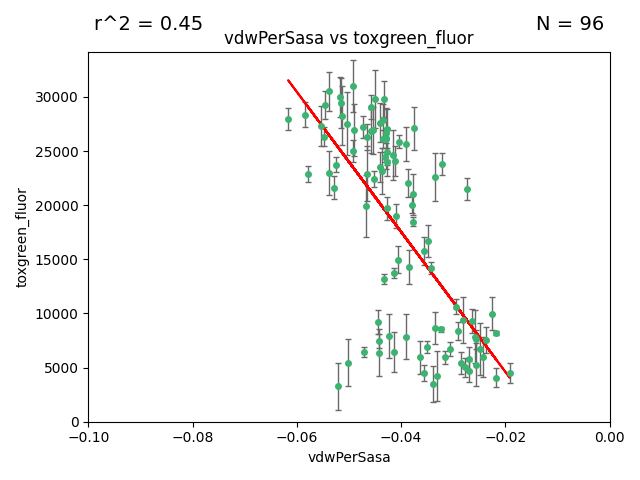 r^2 = 0.45
N = 96
vdwPerSasa vs toxgreen_fluor
toxgreen_fluor
30000
25000
20000
15000
10000
5000
0
−0.10
−0.08
−0.06
−0.04
−0.02
0.00
vdwPerSasa